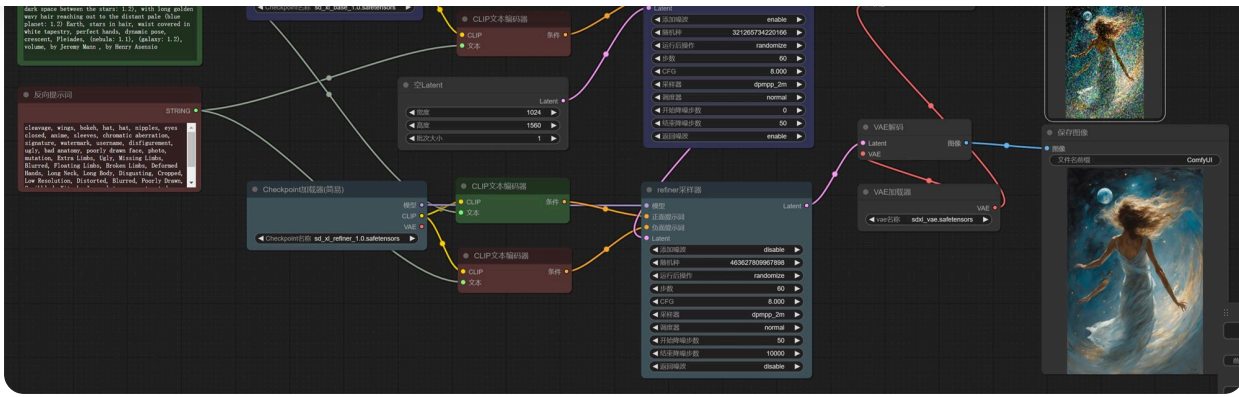 dark space between the stars: 1.2), with long golden
wavy hair reaching out to the distant pale (blue
planet: 1.2) Earth, stars in hair, waist covered in
white tapestry, perfect hands, dynamic pose,
crescent, Pleiades, (nebula: 1.1), (galaxy: 1.2),
volume, by Jeremy Mann , by Henry Asensio
反向提示词
STRING
cleavage, wings, bokeh, hat, hat, nipples, eyes
closed, anime, sleeves, chromatic aberration,
signature, watermark, username, disfigurement,
ugly, bad anatomy, poorly drawn face, photo,
mutation, Extra Limbs, Ugly, Missing Limbs,
Blurred, Floating Limbs, Broken Limbs, Deformed
Hands, Long Neck, Long Body, Disgusting, Cropped,
Low Resolution, Distorted, Blurred, Poorly Drawn,
Checkpoint名称 sd_xl_base_1.0.safetensors
CLIP文本编码器
CLIP 条件
文本
空Latent
Latent
宽度 1024
高度 1560
批次大小 1
Checkpoint加载器(简易)
模型
CLIP
VAE
Checkpoint名称 sd_xl_refiner_1.0.safetensors
CLIP文本编码器
CLIP 条件
文本
CLIP文本编码器
CLIP 条件
文本
Latent
添加噪波 enable
随机种 321265734220166
运行后操作 randomize
步数 60
CFG 8.000
采样器 dpmpp_2m
调度器 normal
开始降噪步数 0
结束降噪步数 50
返回噪波 enable
refiner采样器
模型 Latent
正面提示词
负面提示词
Latent
添加噪波 disable
随机种 463627809967898
运行后操作 randomize
步数 60
CFG 8.000
采样器 dpmpp_2m
调度器 normal
开始降噪步数 50
结束降噪步数 10000
返回噪波 disable
VAE解码
Latent 图像
VAE
VAE加载器
VAE
vae名称 sdxl_vae.safetensors
保存图像
图像
文件名前缀 ComfyUI